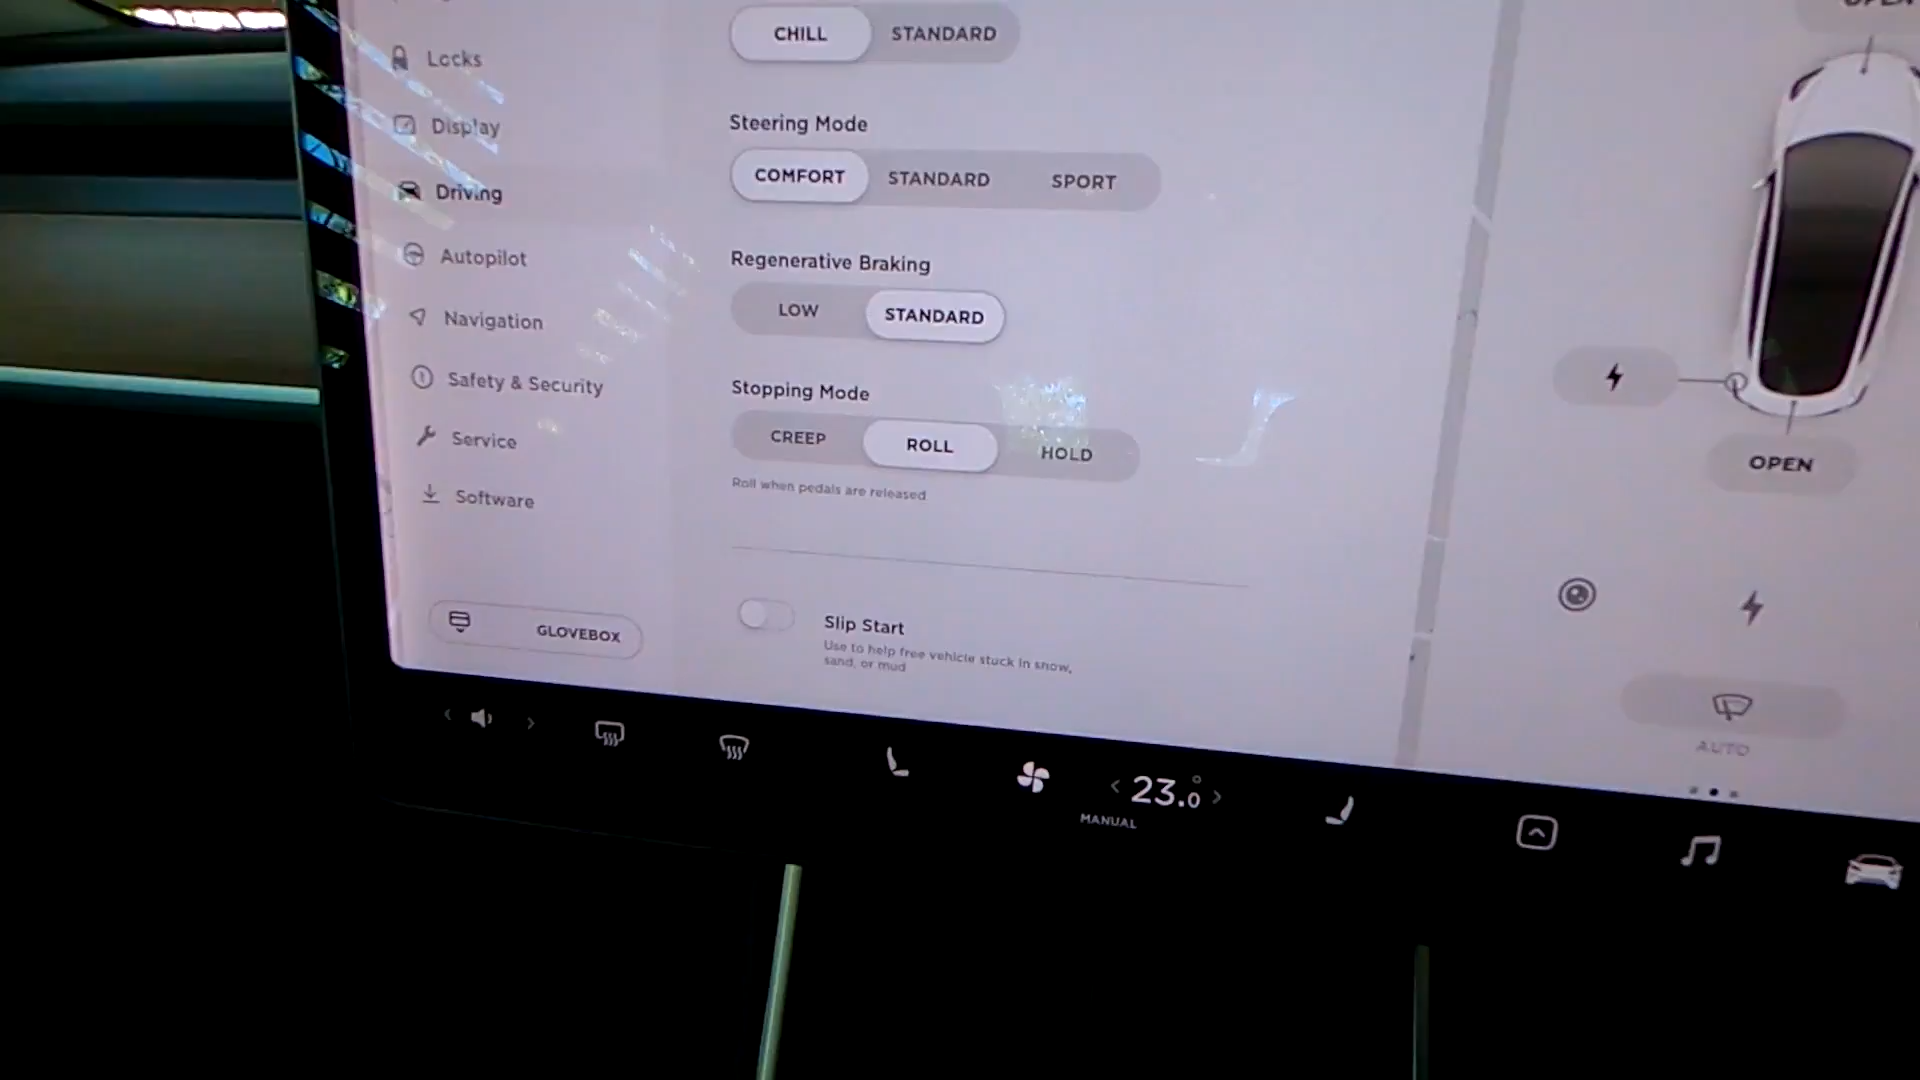 OPEN
CHILL STANDARD
Locks
Steering Mode
Display
COMFORT STANDARD SPORT
Driving
Regenerative Braking
Autopilot
LOW STANDARD
Navigation
Stopping Mode
Safety & Security
CREEP ROLL HOLD
Service
OPEN
Roll when pedals are released
Software
Slip Start
GLOVEBOX
Use to help free vehicle stuck in snow,
sand, or mud
AUTO
23.0°
MANUAL